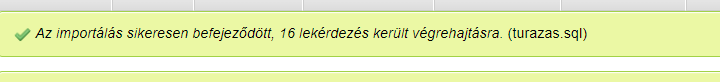 Az importálás sikeresen befejeződött, 16 lekérdezés került végrehajtásra. (turazas.sql)